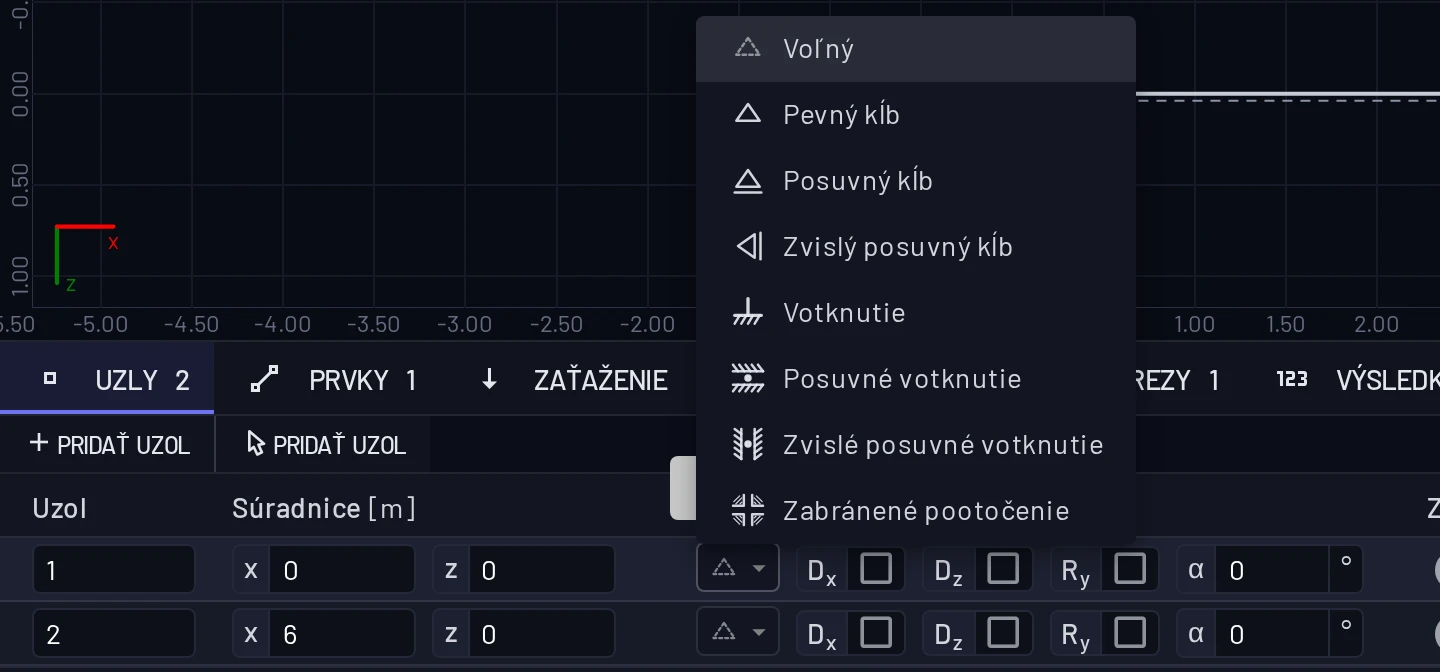 -0.
0.00
0.50
1.00
x
z
5.50 -5.00 -4.50 -4.00 -3.50 -3.00 -2.50 -2.00 1.00 1.50 2.00
Voľný
Pevný kĺb
Posuvný kĺb
Zvislý posuvný kĺb
Votknutie
Posuvné votknutie
Zvislé posuvné votknutie
Zabránené pootočenie
UZLY 2 PRVKY 1 ZAŤAŽENIE REZY 1 123 VÝSLEDK
+ PRIDAŤ UZOL PRIDAŤ UZOL
Uzol Súradnice [m] Z
1 x 0 z 0 Dx Dz Ry α 0 °
2 x 6 z 0 Dx Dz Ry α 0 °